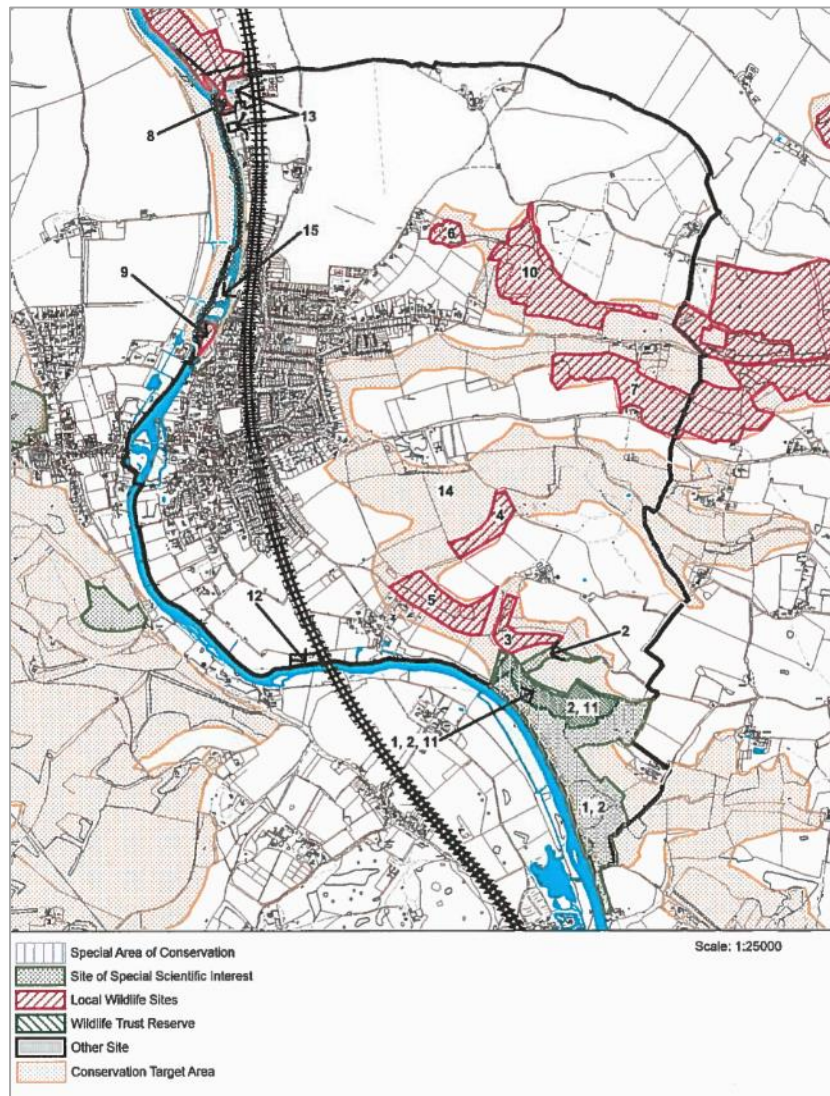 13
8
15
6
10
9
7
14
4
5
12
3
2
2, 11
1, 2, 11
1, 2
Scale: 1:25000
Special Area of Conservation
Site of Special Scientific Interest
Local Wildlife Sites
Wildlife Trust Reserve
Other Site
Conservation Target Area